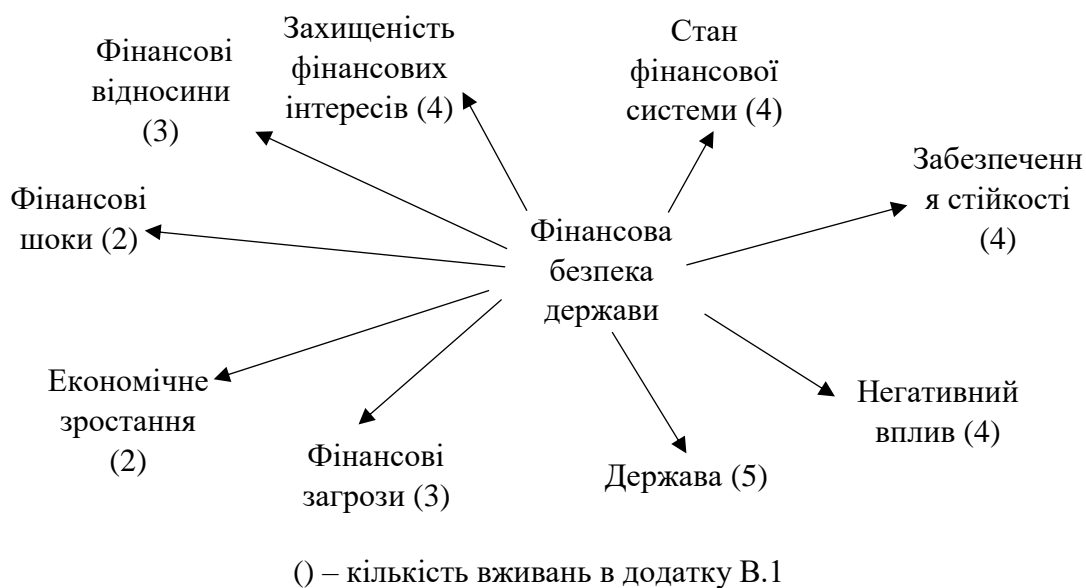 Фінансові
відносини
(3)
Захищеність
фінансових
інтересів (4)
Стан
фінансової
системи (4)
Забезпеченн
я стійкості
(4)
Фінансові
шоки (2)
Фінансова
безпека
держави
Економічне
зростання
(2)
Фінансові
загрози (3)
Держава (5)
Негативний
вплив (4)
() – кількість вживань в додатку В.1